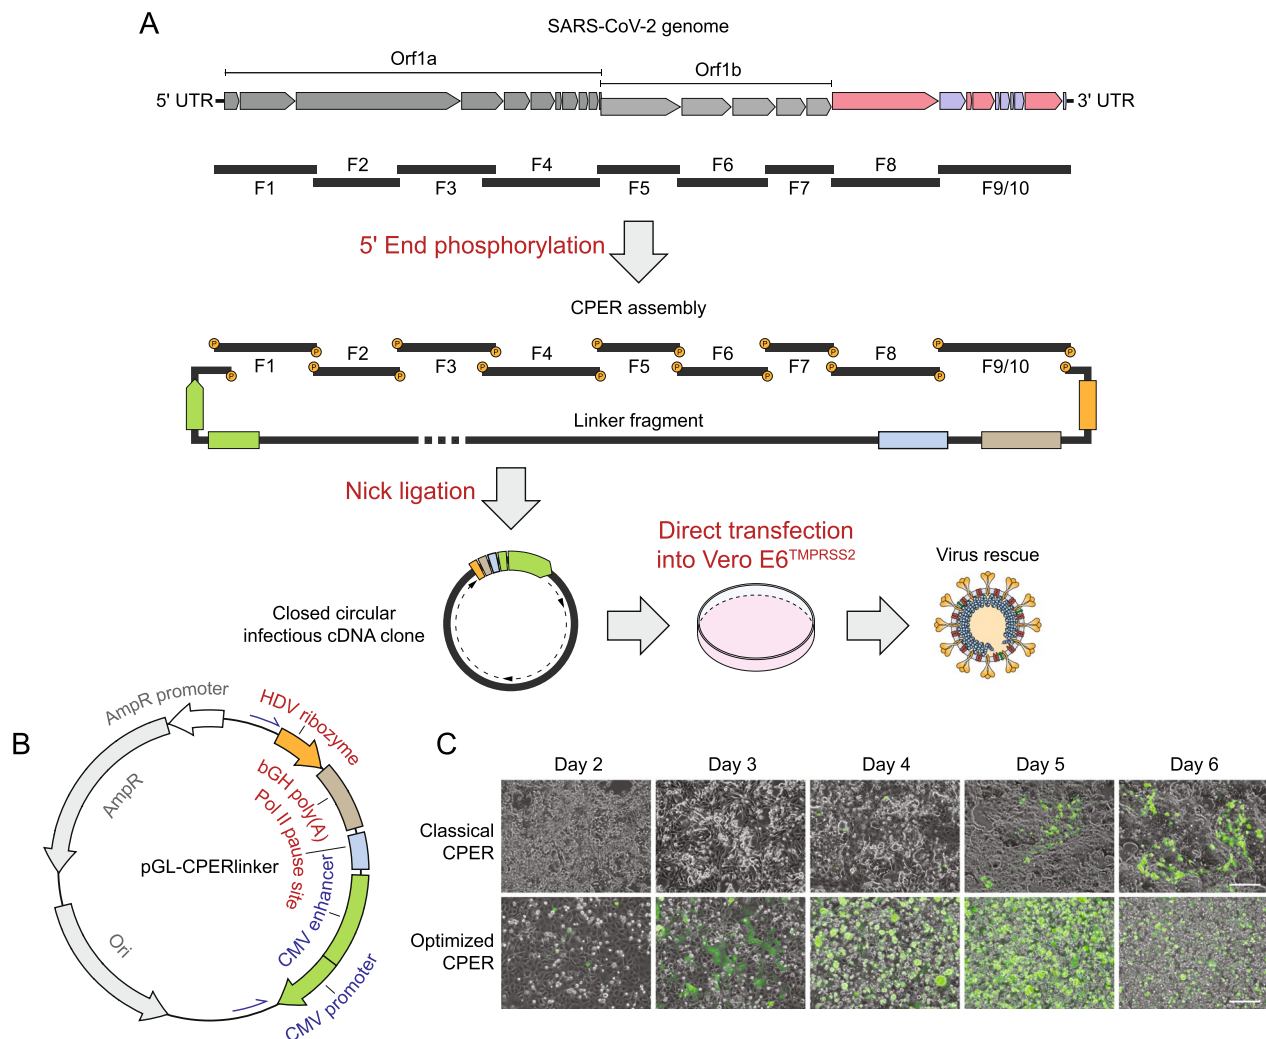 A
SARS-CoV-2 genome
Orf1a
Orf1b
5' UTR
3' UTR
F2
F4
F6
F8
F1
F3
F5
F7
F9/10
5' End phosphorylation
CPER assembly
P P P P P P P P P P
F2
F4
F6
F8
F1
F3
F5
F7
F9/10
P P P P P P P P P P
Linker fragment
Nick ligation
Direct transfection
into Vero E6TMPRSS2
Virus rescue
Closed circular
infectious cDNA clone
B
AmpR promoter
HDV ribozyme
bGH poly(A)
Pol II pause site
AmpR
pGL-CPERlinker
CMV enhancer
Ori
CMV promoter
C
Day 2
Day 3
Day 4
Day 5
Day 6
Classical
CPER
Optimized
CPER